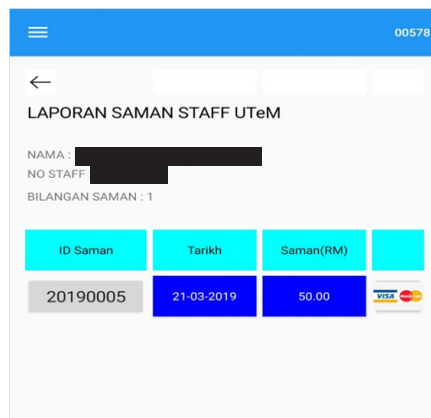 00578
LAPORAN SAMAN STAFF UTeM
NAMA :
NO STAFF
BILANGAN SAMAN : 1
ID Saman Tarikh Saman(RM)
20190005 21-03-2019 50.00 VISA